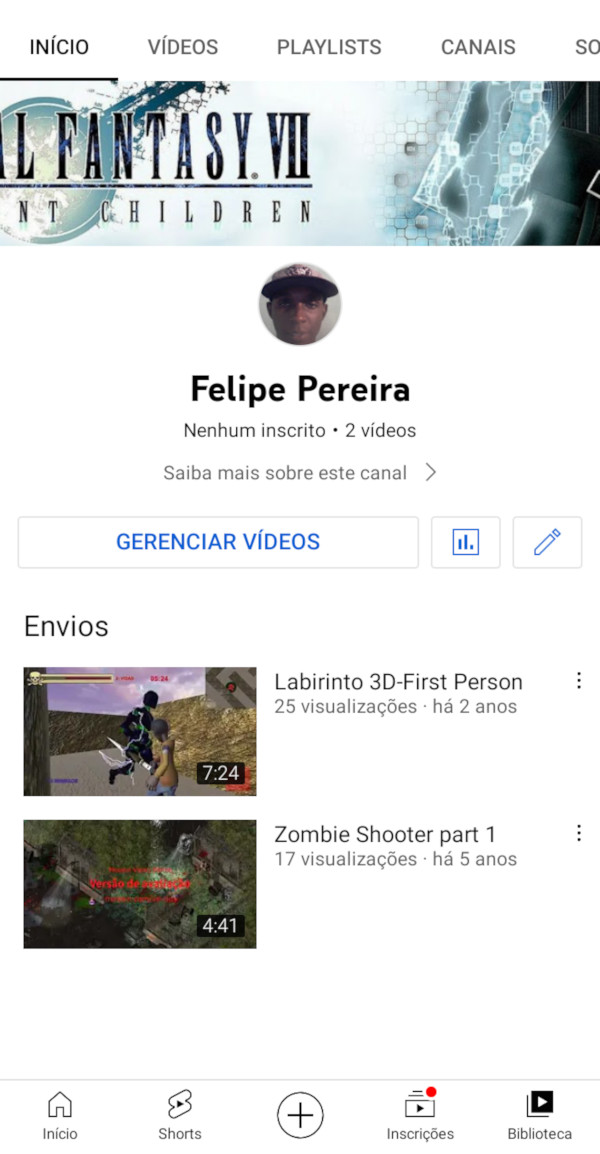 INÍCIO VÍDEOS PLAYLISTS CANAIS SO
L FANTASY VII
NT CHILDREN
Felipe Pereira
Nenhum inscrito • 2 vídeos
Saiba mais sobre este canal
GERENCIAR VÍDEOS
Envios
05:24
7:24
Labirinto 3D-First Person
25 visualizações · há 2 anos
Versão de avaliação
4:41
Zombie Shooter part 1
17 visualizações · há 5 anos
Início Shorts Inscrições Biblioteca